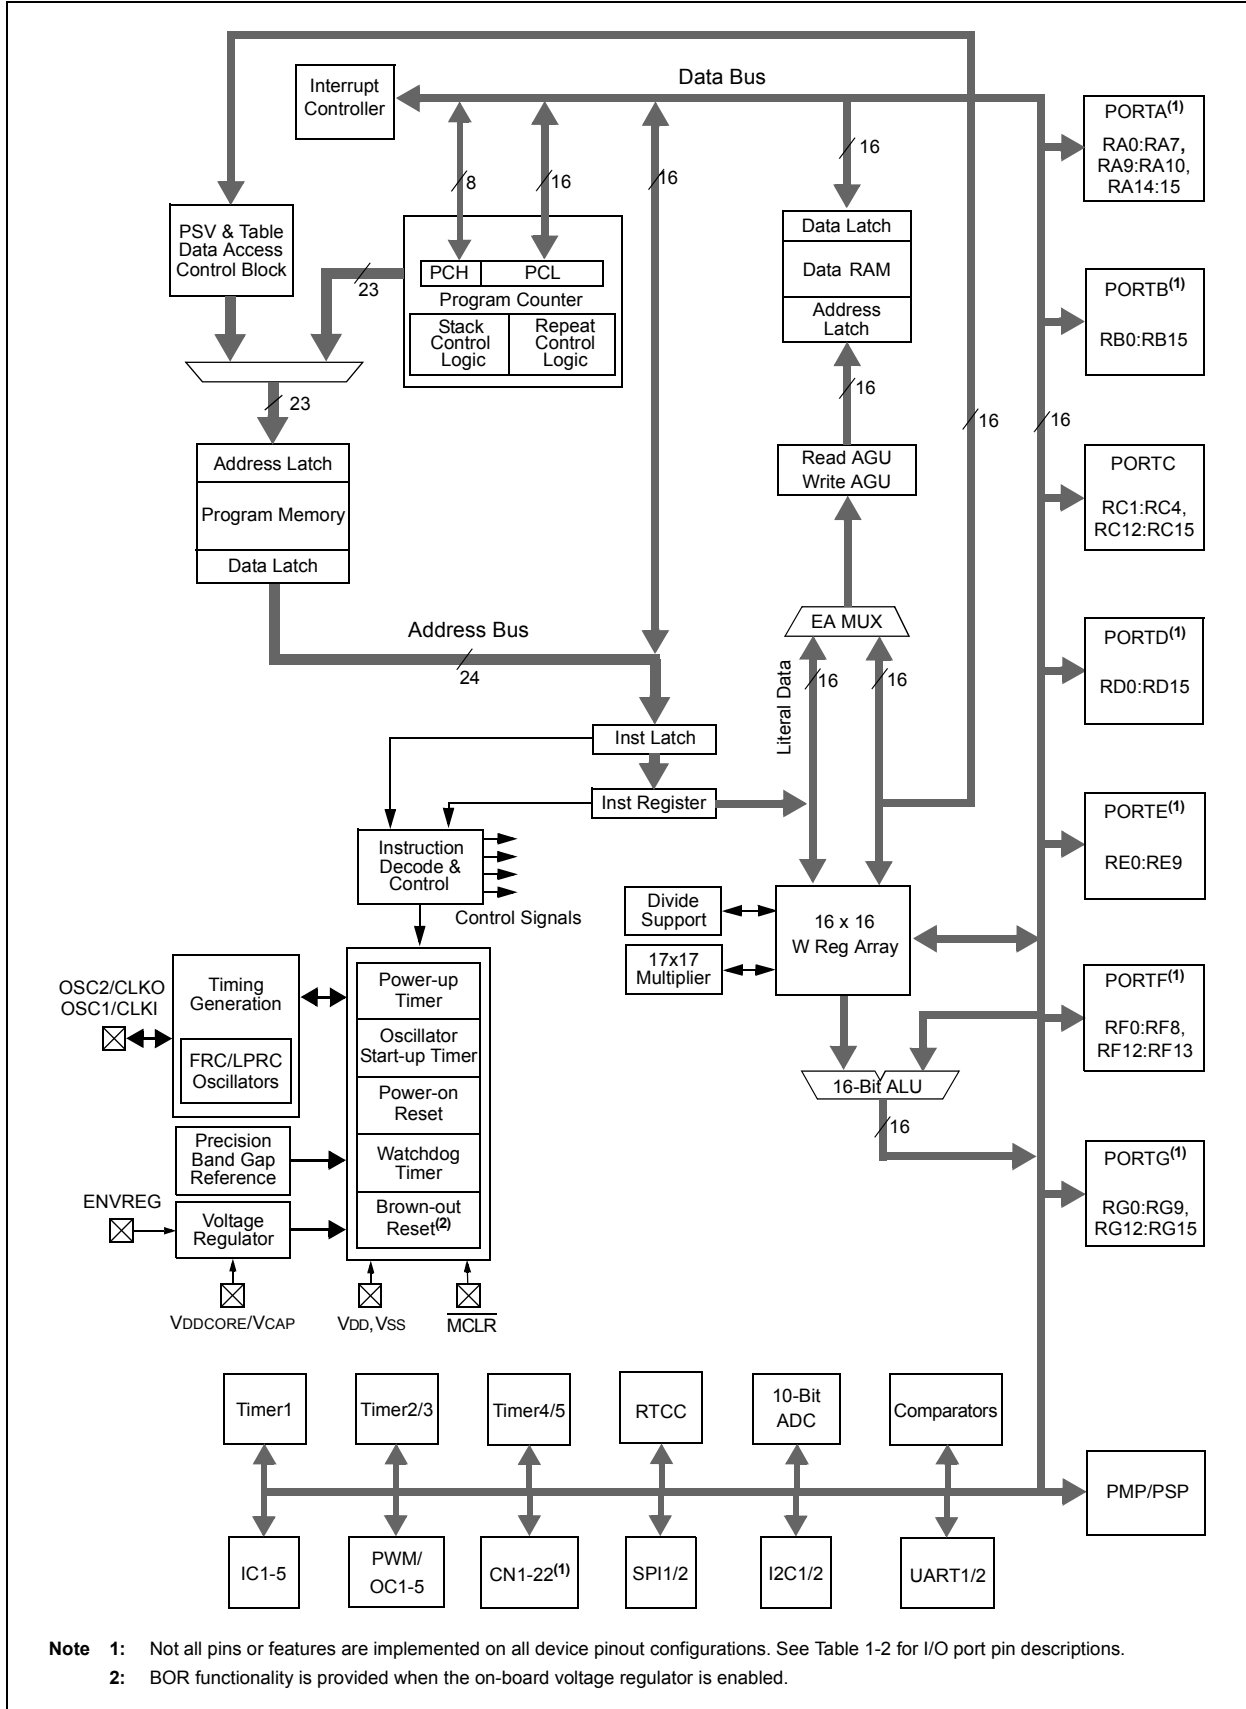 Data Bus
Interrupt
Controller
16
8
16
16
PORTA(1)
RA0:RA7,
RA9:RA10,
RA14:15
PSV & Table
Data Access
Control Block
23
PCH
PCL
Program Counter
Stack
Control
Logic
Repeat
Control
Logic
Data Latch
Data RAM
Address
Latch
PORTB(1)
RB0:RB15
23
16
16
16
Address Latch
Program Memory
Data Latch
Read AGU
Write AGU
PORTC
RC1:RC4,
RC12:RC15
Address Bus
24
EA MUX
Literal Data
16
16
PORTD(1)
RD0:RD15
Inst Latch
Inst Register
PORTE(1)
RE0:RE9
Instruction
Decode &
Control
Control Signals
Divide
Support
17x17
Multiplier
16 x 16
W Reg Array
OSC2/CLKO
OSC1/CLKI
Timing
Generation
FRC/LPRC
Oscillators
Power-up
Timer
Oscillator
Start-up Timer
Power-on
Reset
Watchdog
Timer
Brown-out
Reset(2)
PORTF(1)
RF0:RF8,
RF12:RF13
16-Bit ALU
16
Precision
Band Gap
Reference
ENVREG
Voltage
Regulator
PORTG(1)
RG0:RG9,
RG12:RG15
VDDCORE/VCAP
VDD, VSS
MCLR
Timer1
Timer2/3
Timer4/5
RTCC
10-Bit
ADC
Comparators
PMP/PSP
IC1-5
PWM/
OC1-5
CN1-22(1)
SPI1/2
I2C1/2
UART1/2
Note 1: Not all pins or features are implemented on all device pinout configurations. See Table 1-2 for I/O port pin descriptions.
2: BOR functionality is provided when the on-board voltage regulator is enabled.